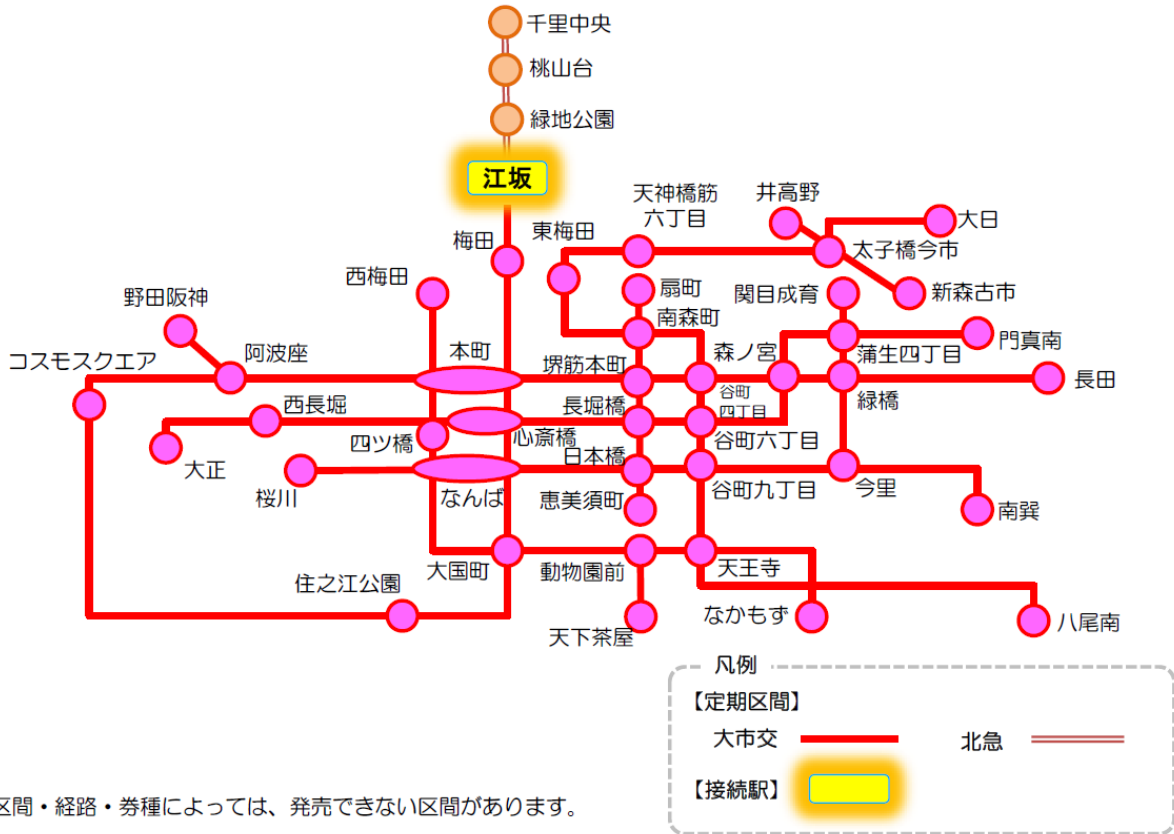 千里中央
桃山台
緑地公園
江坂
天神橋筋
六丁目
井高野
大日
梅田
東梅田
太子橋今市
西梅田
扇町
関目成育
新森古市
野田阪神
南森町
門真南
コスモスクエア
阿波座
本町
堺筋本町
森ノ宮
蒲生四丁目
長田
谷町
四丁目
緑橋
西長堀
長堀橋
四ツ橋
心斎橋
谷町六丁目
大正
日本橋
桜川
なんば
谷町九丁目
今里
恵美須町
南巽
大国町
動物園前
天王寺
住之江公園
天下茶屋
なかもず
八尾南
凡例
【定期区間】
大市交
北急
【接続駅】
区間・経路・券種によっては、発売できない区間があります。